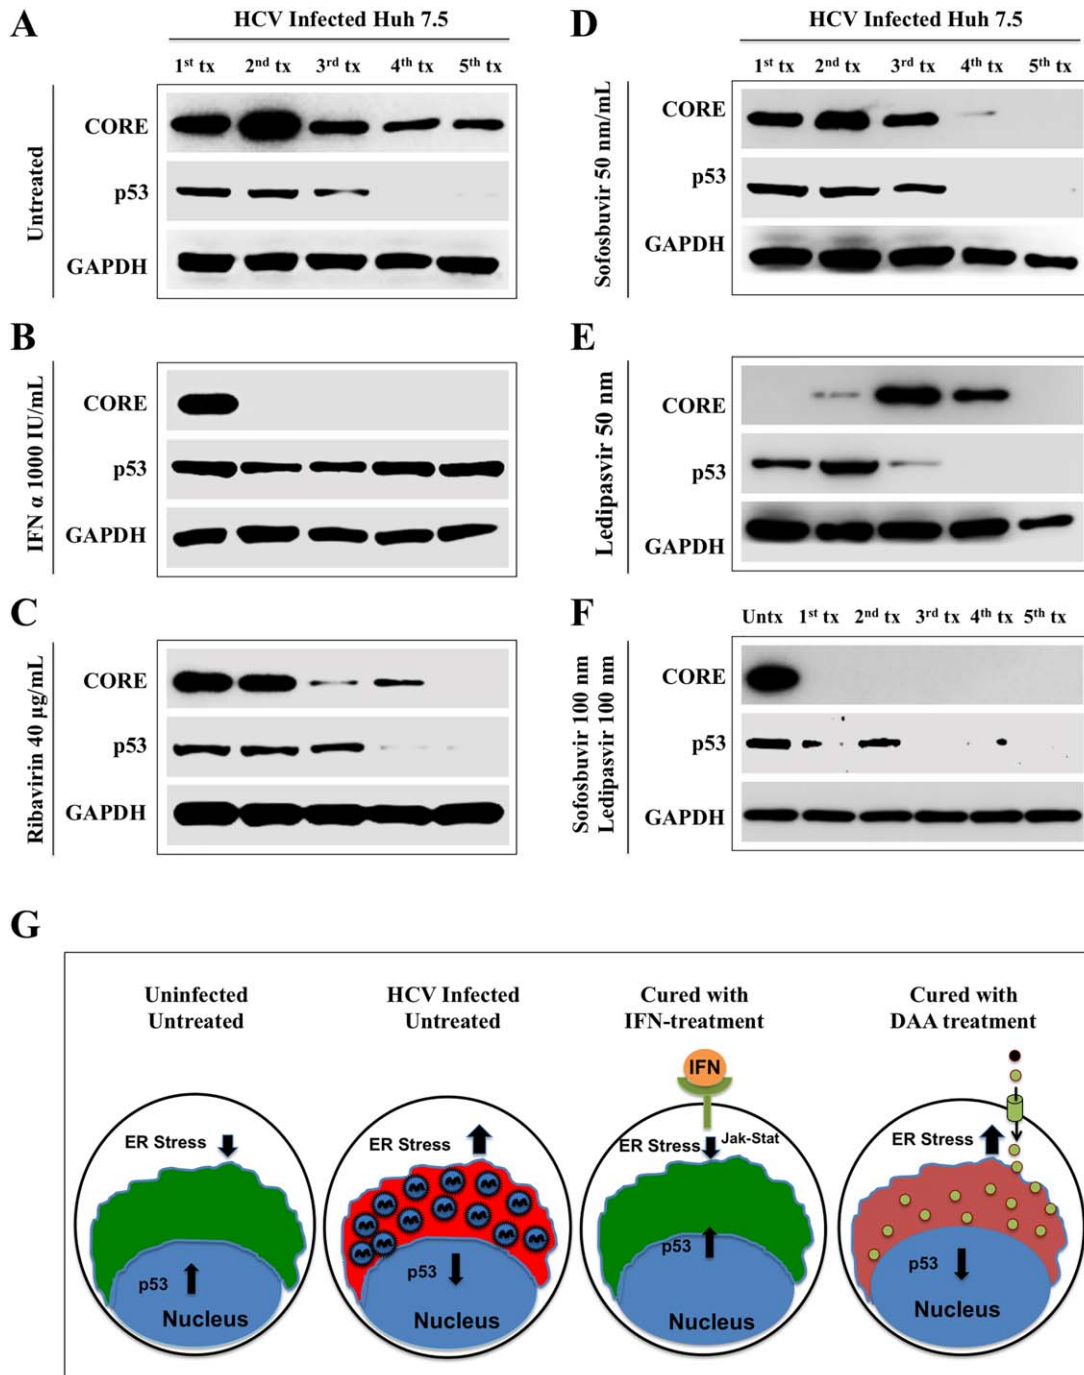 A
HCV Infected Huh 7.5
1st tx 2nd tx 3rd tx 4th tx 5th tx
Untreated
CORE
p53
GAPDH
B
IFN α 1000 IU/mL
CORE
p53
GAPDH
C
Ribavirin 40 µg/mL
CORE
p53
GAPDH
D
HCV Infected Huh 7.5
1st tx 2nd tx 3rd tx 4th tx 5th tx
Sofosbuvir 50 nm/mL
CORE
p53
GAPDH
E
Ledipasvir 50 nm
CORE
p53
GAPDH
F
Untx 1st tx 2nd tx 3rd tx 4th tx 5th tx
Sofosbuvir 100 nm
Ledipasvir 100 nm
CORE
p53
GAPDH
G
Uninfected
Untreated
ER Stress
p53
Nucleus
HCV Infected
Untreated
ER Stress
p53
Nucleus
Cured with
IFN-treatment
IFN
ER Stress
Jak-Stat
p53
Nucleus
Cured with
DAA treatment
ER Stress
p53
Nucleus